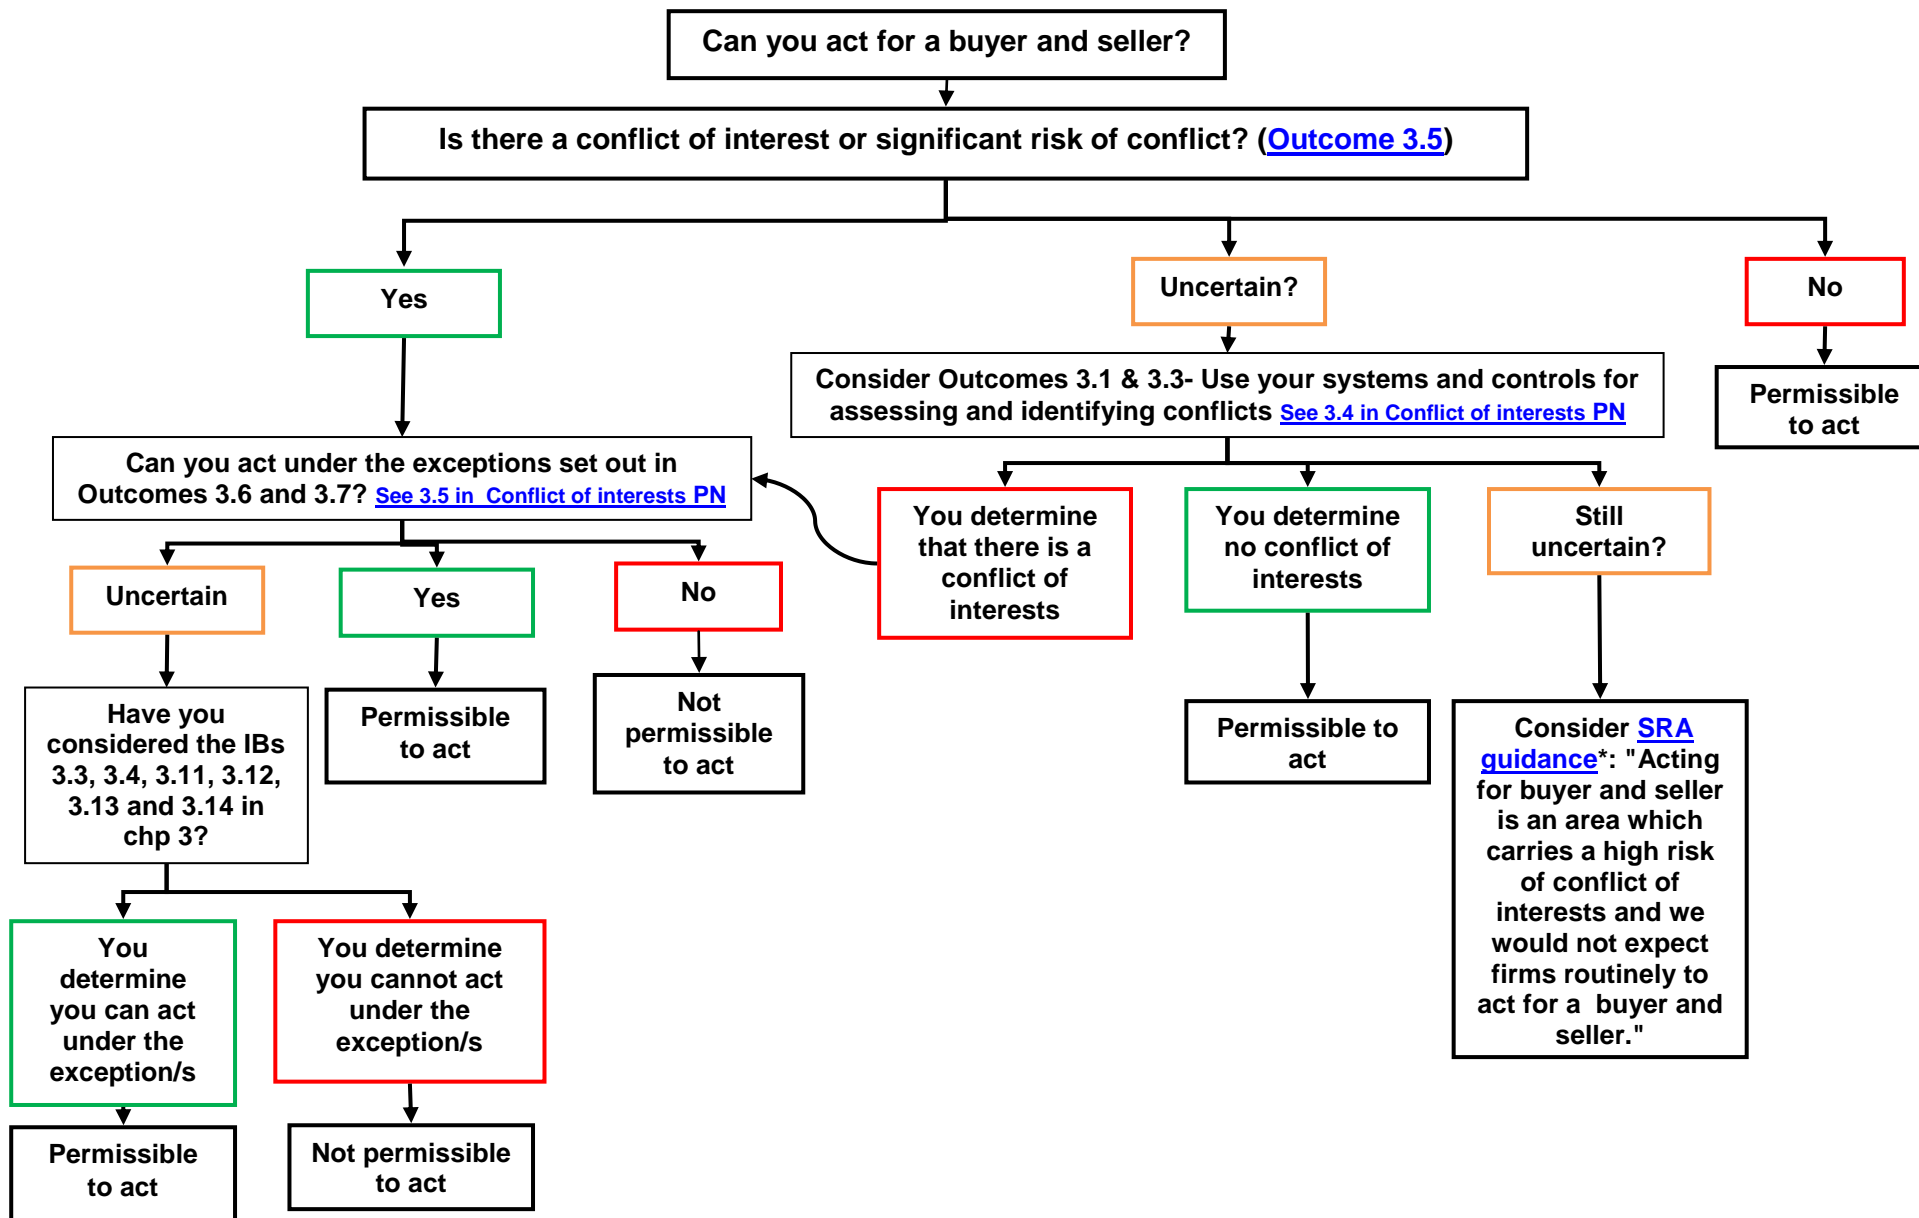 Can you act for a buyer and seller?
Is there a conflict of interest or significant risk of conflict? (Outcome 3.5)
Yes
Uncertain?
No
Consider Outcomes 3.1 & 3.3- Use your systems and controls for
assessing and identifying conflicts See 3.4 in Conflict of interests PN
Permissible
to act
Can you act under the exceptions set out in
Outcomes 3.6 and 3.7? See 3.5 in Conflict of interests PN
You determine
that there is a
conflict of
interests
You determine
no conflict of
interests
Still
uncertain?
Uncertain
Yes
No
Have you
considered the IBs
3.3, 3.4, 3.11, 3.12,
3.13 and 3.14 in
chp 3?
Permissible
to act
Not
permissible
to act
Permissible to
act
Consider SRA
guidance*: "Acting
for buyer and seller
is an area which
carries a high risk
of conflict of
interests and we
would not expect
firms routinely to
act for a buyer and
seller."
You
determine
you can act
under the
exception/s
You determine
you cannot act
under the
exception/s
Permissible
to act
Not permissible
to act